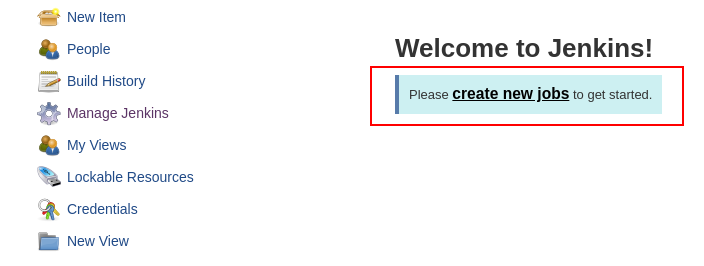 New Item
People
Build History
Manage Jenkins
My Views
Lockable Resources
Credentials
New View
Welcome to Jenkins!
Please create new jobs to get started.